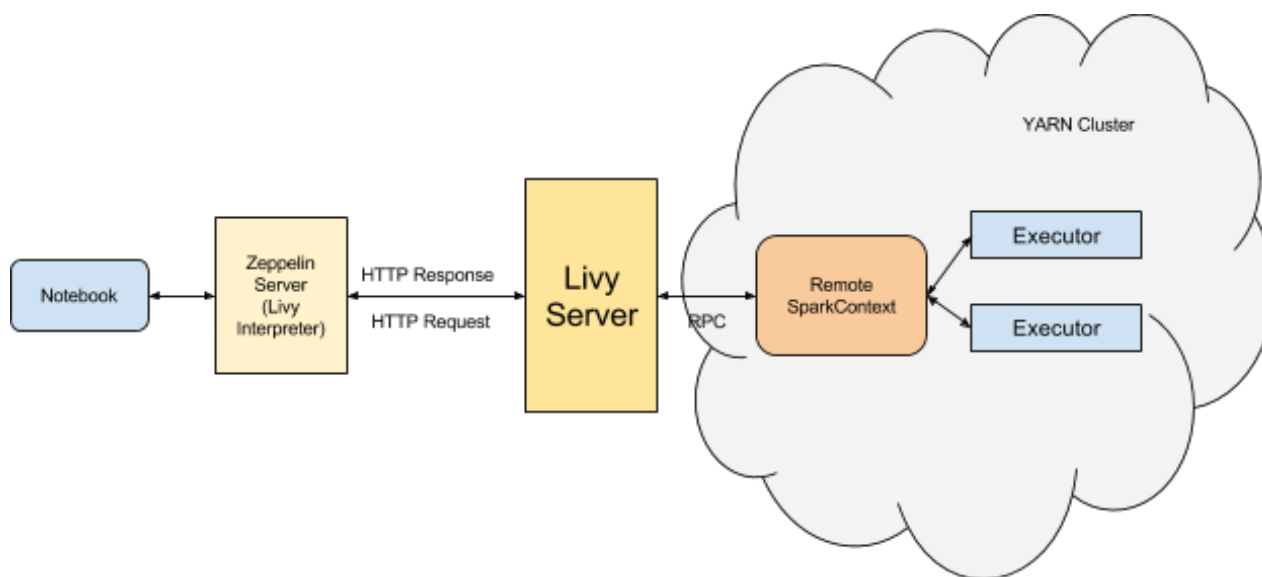 YARN Cluster
Notebook
Zeppelin
Server
(Livy
Interpreter)
HTTP Response
HTTP Request
Livy
Server
RPC
Remote
SparkContext
Executor
Executor